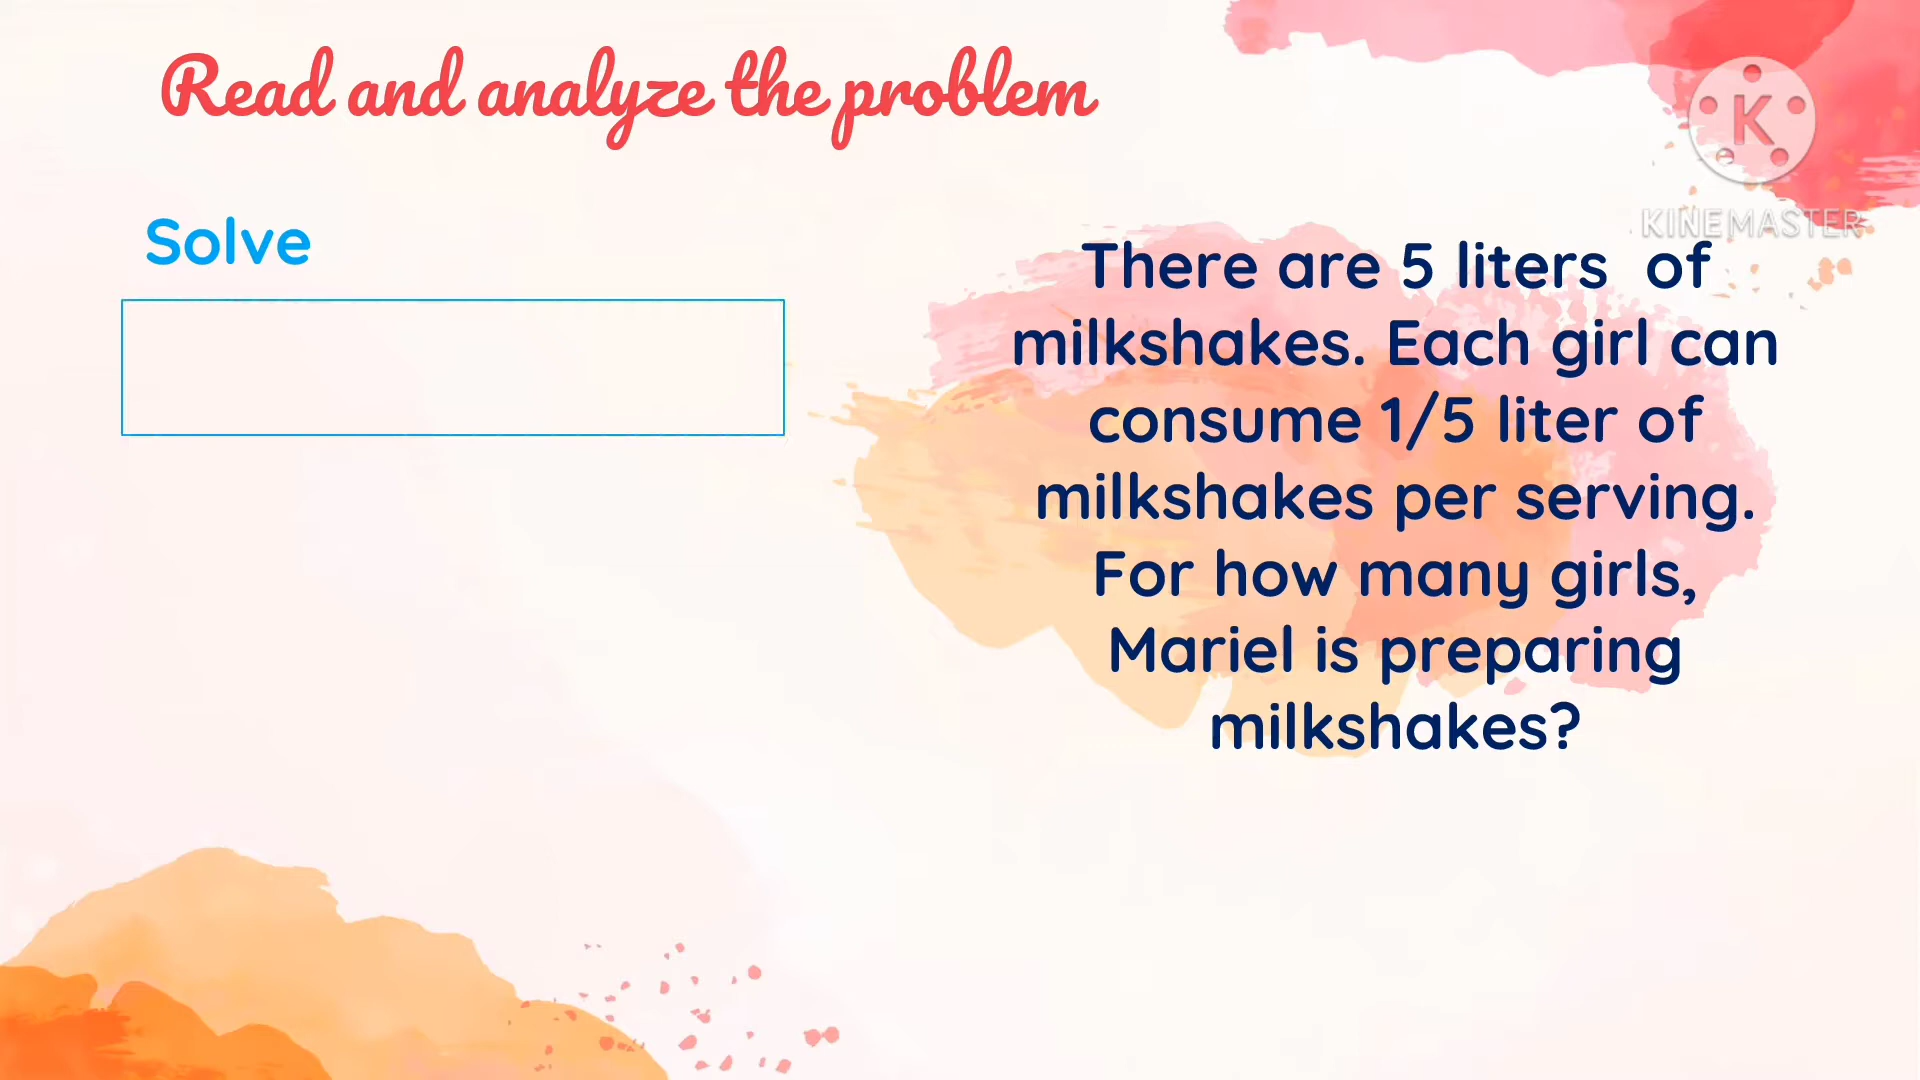 Read and analyze the problem
K
KINEMASTER
Solve
There are 5 liters of
milkshakes. Each girl can
consume 1/5 liter of
milkshakes per serving.
For how many girls,
Mariel is preparing
milkshakes?